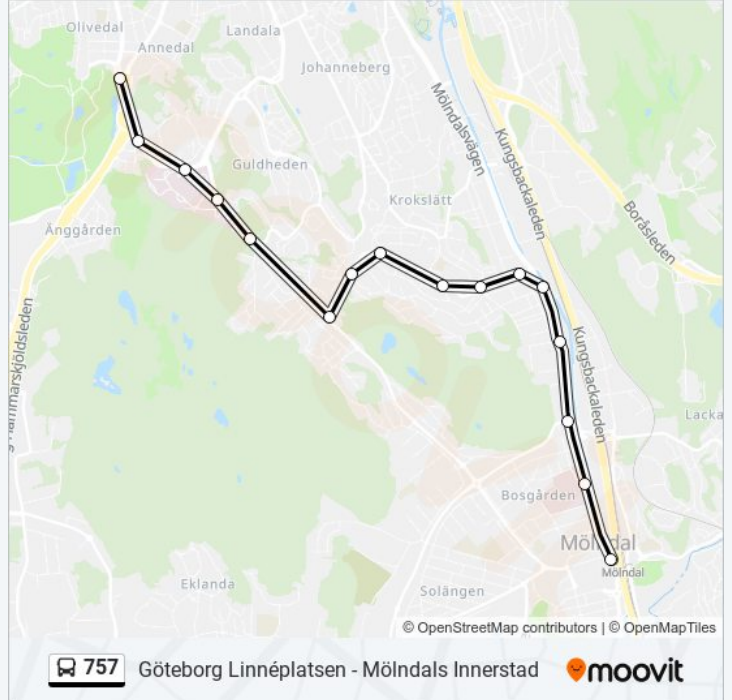 Olivedal
Landala
Annedal
Johanneberg
Mölndalsvägen
Kungsbackaleden
Guldheden
Krokslätt
Boråsleden
Änggården
Kungsbackaleden
Hammarskjöldsleden
Lacka
Bosgården
Mölndal
Mölndal
Eklanda
Solängen
© OpenStreetMap contributors | © OpenMapTiles
757 Göteborg Linnéplatsen - Mölndals Innerstad moovit